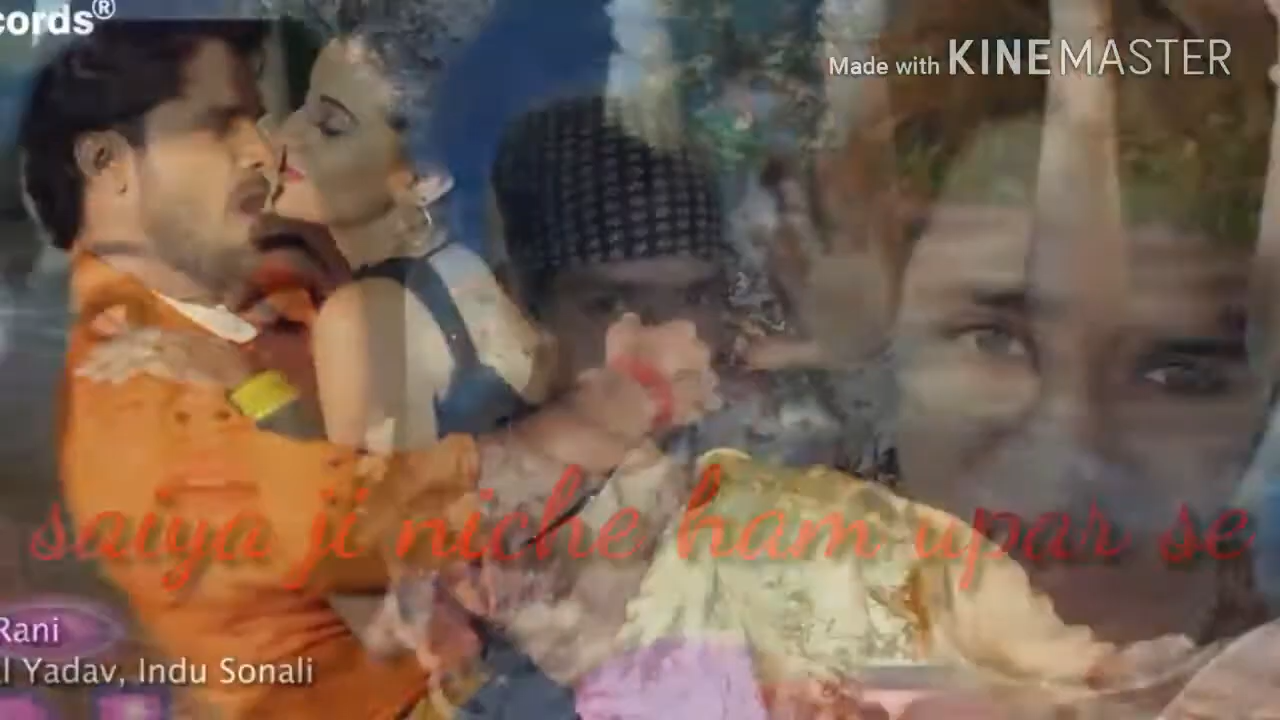 cords®
Made with KINEMASTER
saiya ji niche ham upar se
Rani
l Yadav, Indu Sonali